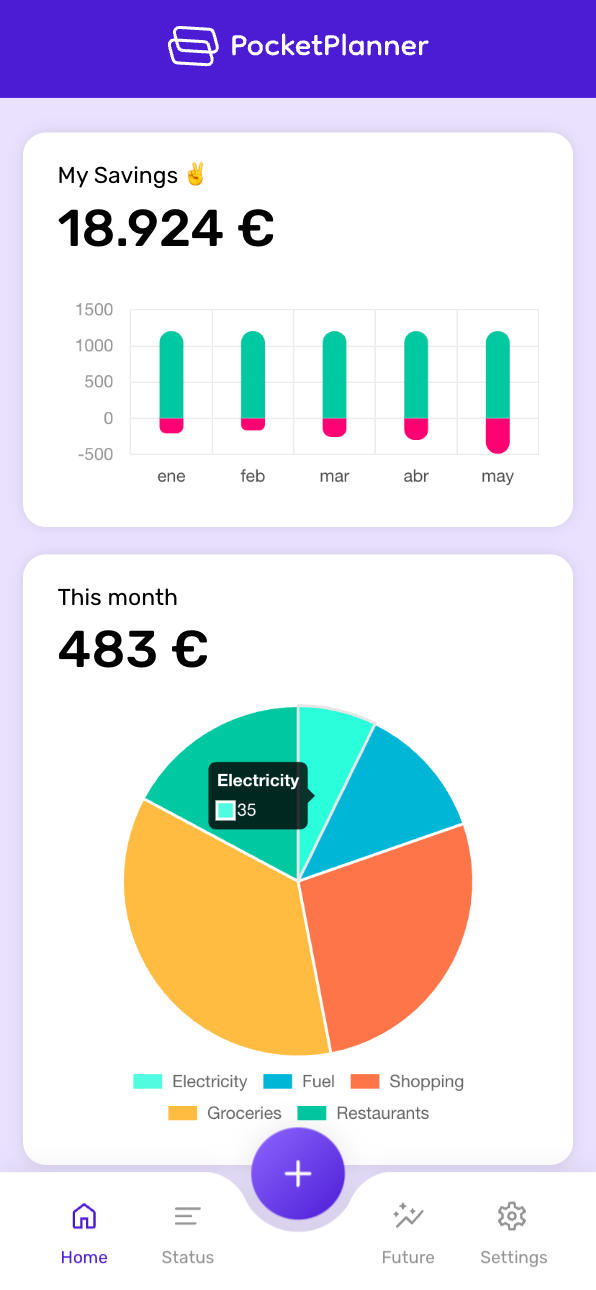 PocketPlanner
My Savings ✌️
18.924 €
1500
1000
500
0
-500
ene feb mar abr may
This month
483 €
Electricity
35
Electricity Fuel Shopping
Groceries Restaurants
+
Home Status Future Settings